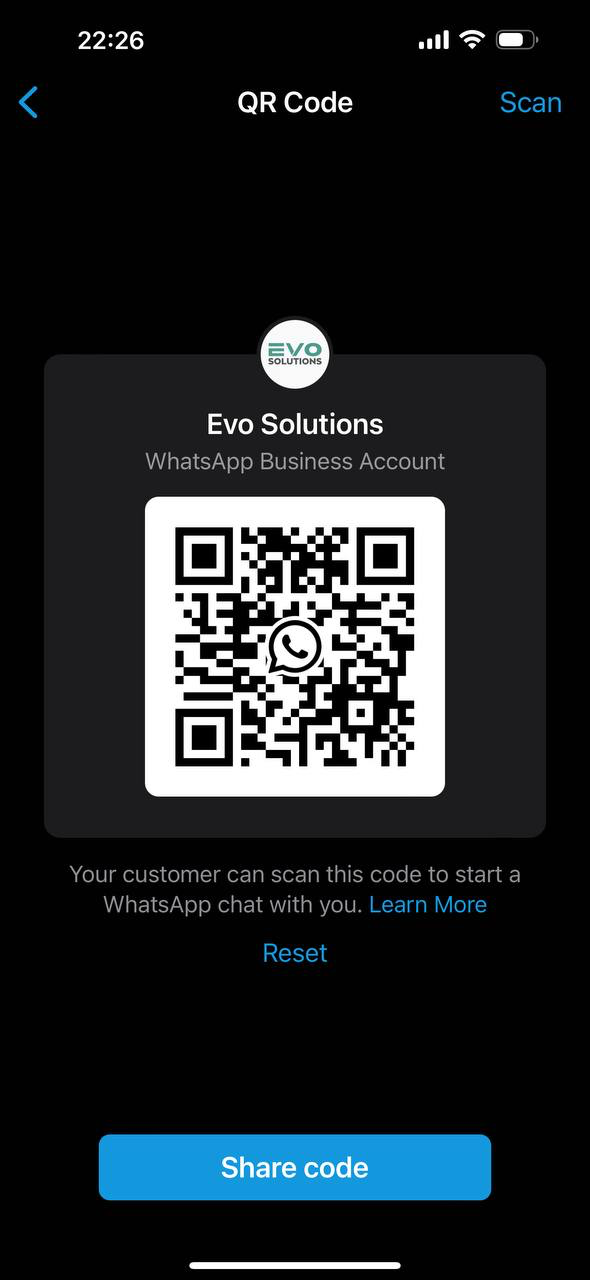 22:26
QR Code
Scan
EVO
SOLUTIONS
Evo Solutions
WhatsApp Business Account
Your customer can scan this code to start a
WhatsApp chat with you. Learn More
Reset
Share code